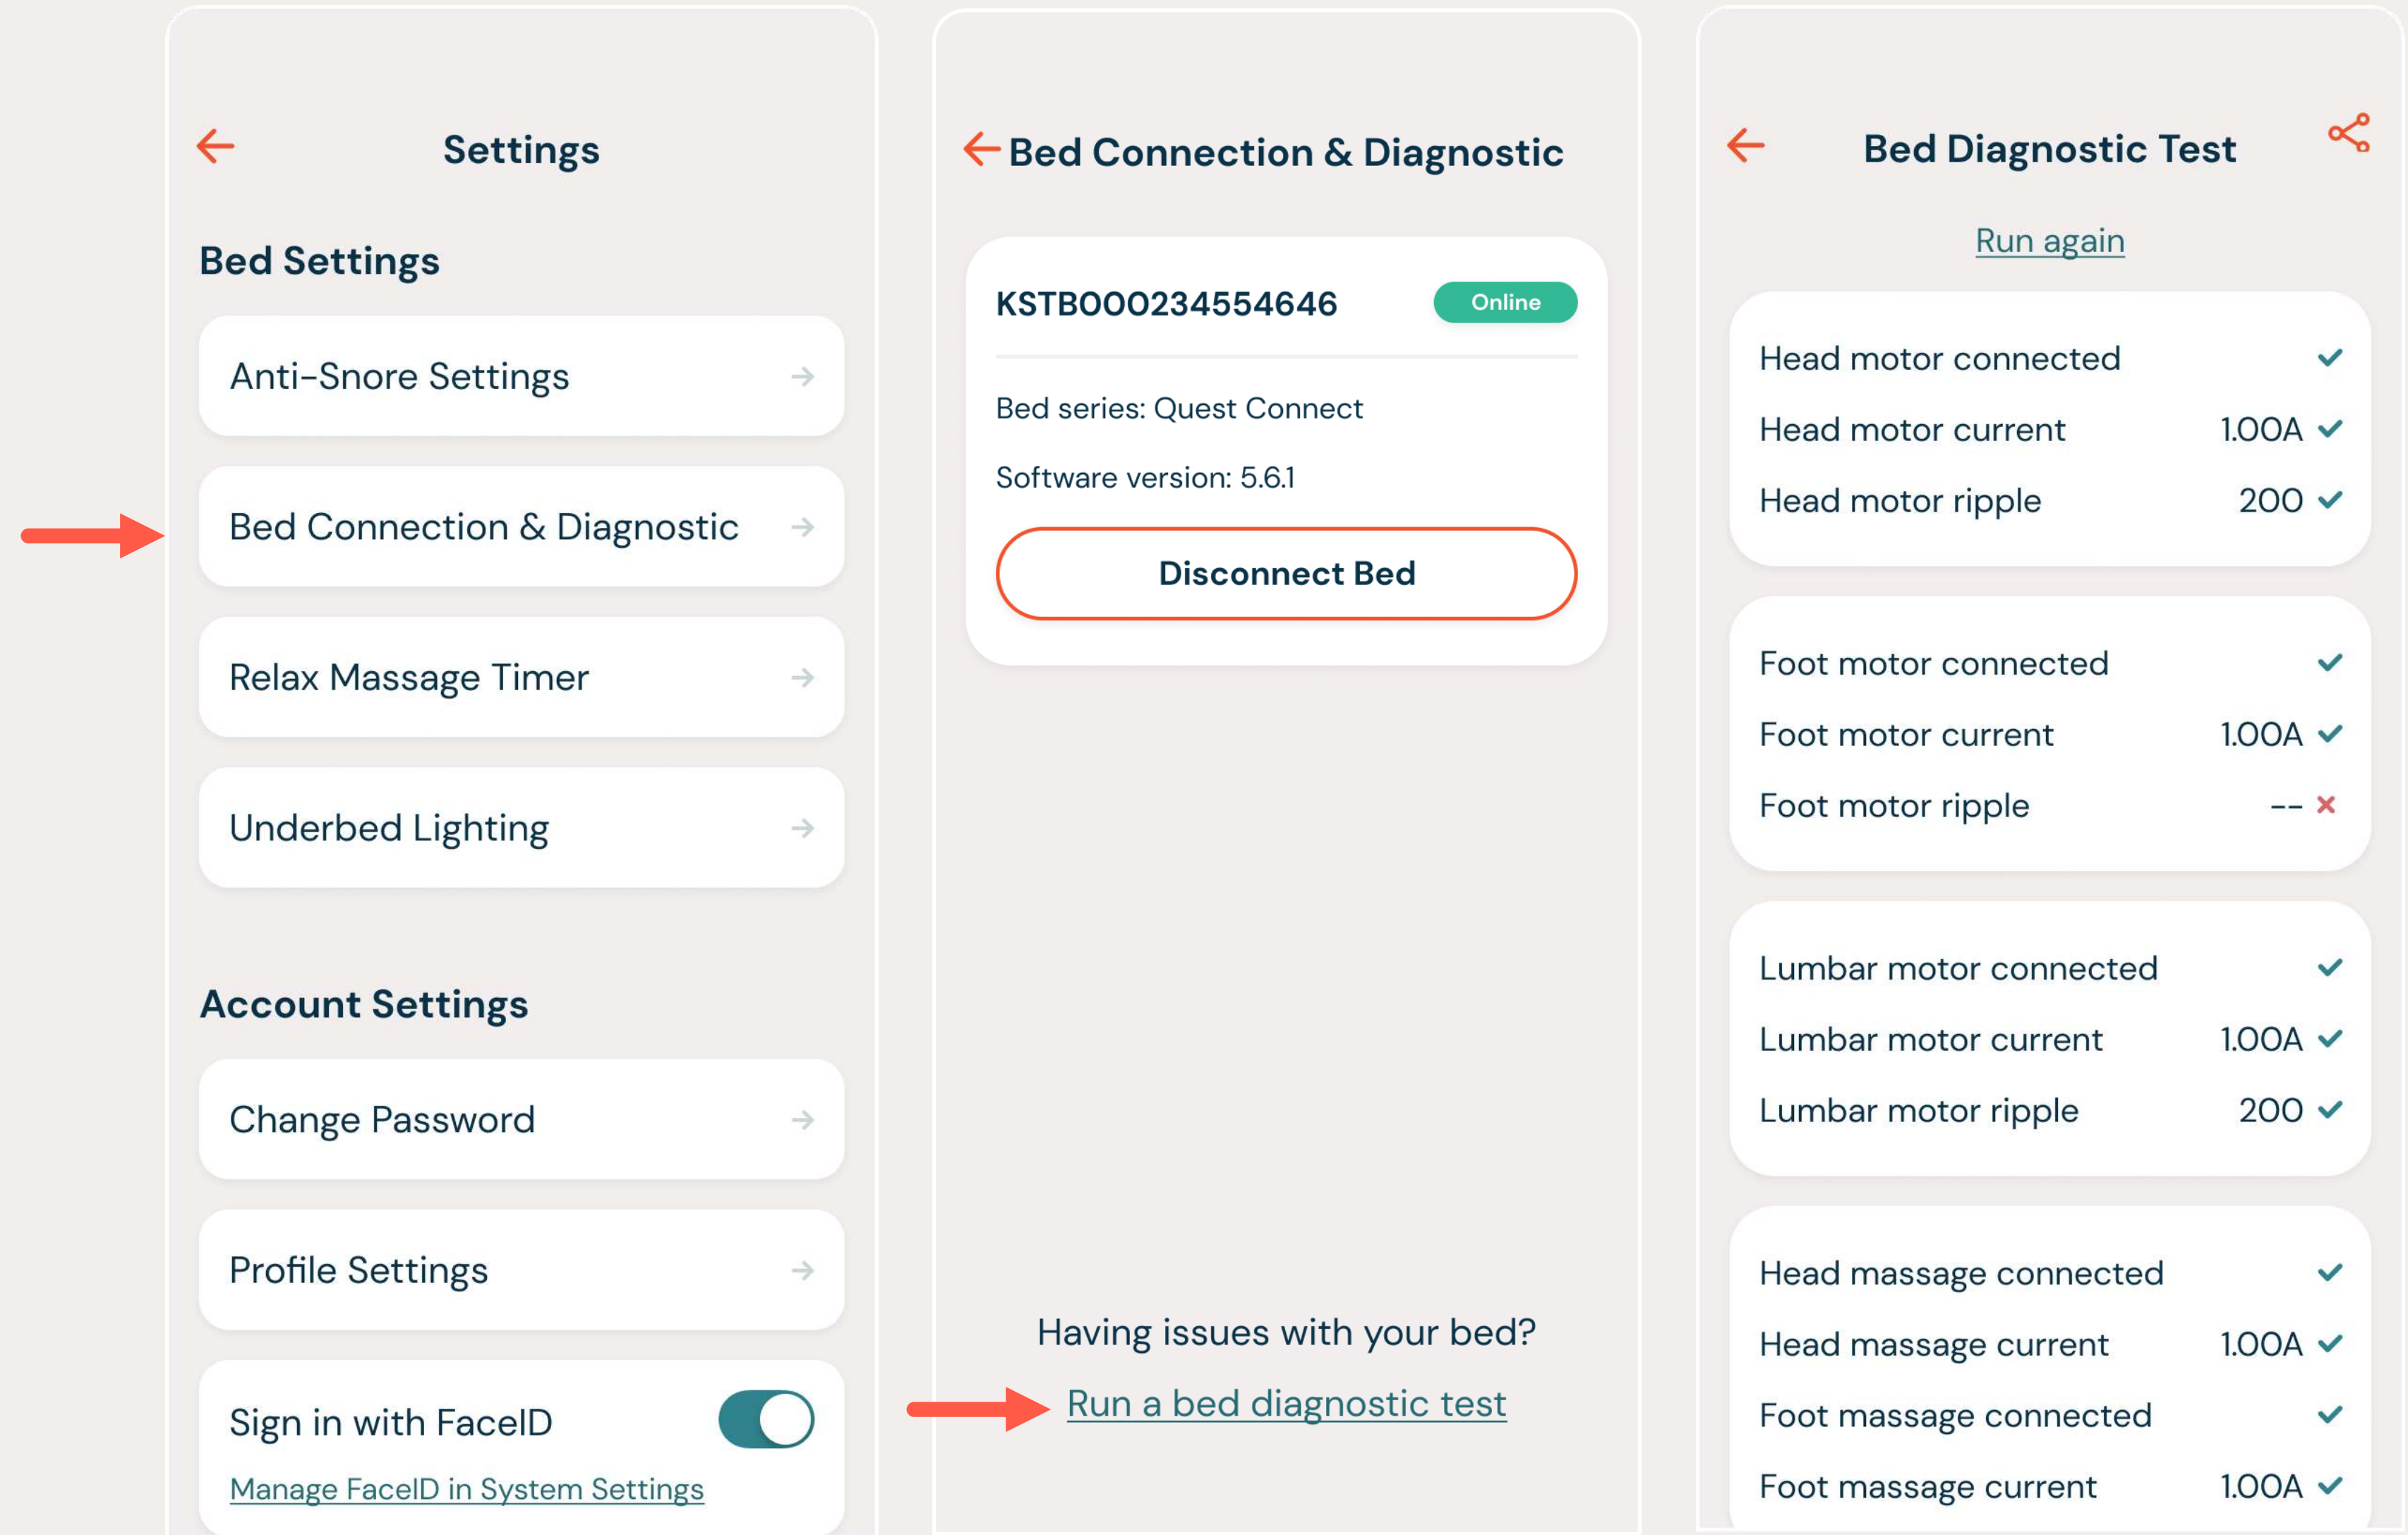 Settings
Bed Settings
Anti-Snore Settings
Bed Connection & Diagnostic
Relax Massage Timer
Underbed Lighting
Account Settings
Change Password
Profile Settings
Sign in with FaceID
Manage FaceID in System Settings
Bed Connection & Diagnostic
KSTB000234554646 Online
Bed series: Quest Connect
Software version: 5.6.1
Disconnect Bed
Having issues with your bed?
Run a bed diagnostic test
Bed Diagnostic Test
Run again
Head motor connected
Head motor current 1.00A
Head motor ripple 200
Foot motor connected
Foot motor current 1.00A
Foot motor ripple --
Lumbar motor connected
Lumbar motor current 1.00A
Lumbar motor ripple 200
Head massage connected
Head massage current 1.00A
Foot massage connected
Foot massage current 1.00A